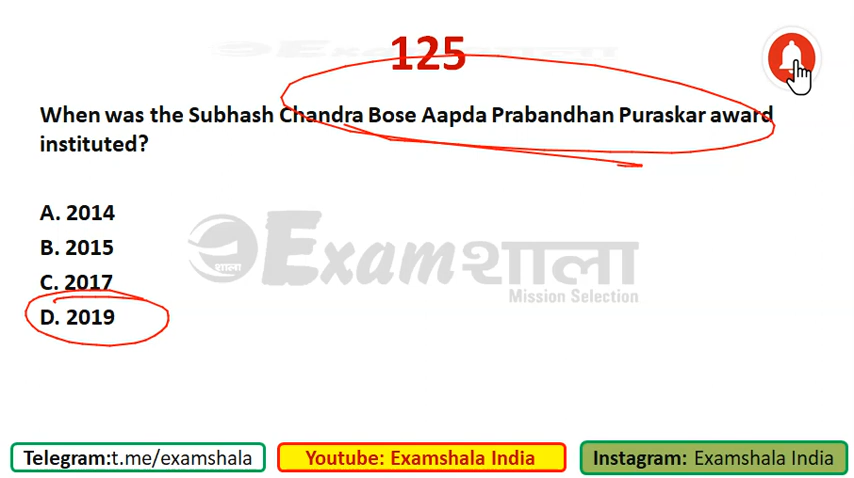 125
When was the Subhash Chandra Bose Aapda Prabandhan Puraskar award
instituted?
A. 2014
B. 2015
C. 2017
D. 2019
शाला
Examशाला
Mission Selection
Telegram:t.me/examshala
Youtube: Examshala India
Instagram: Examshala India